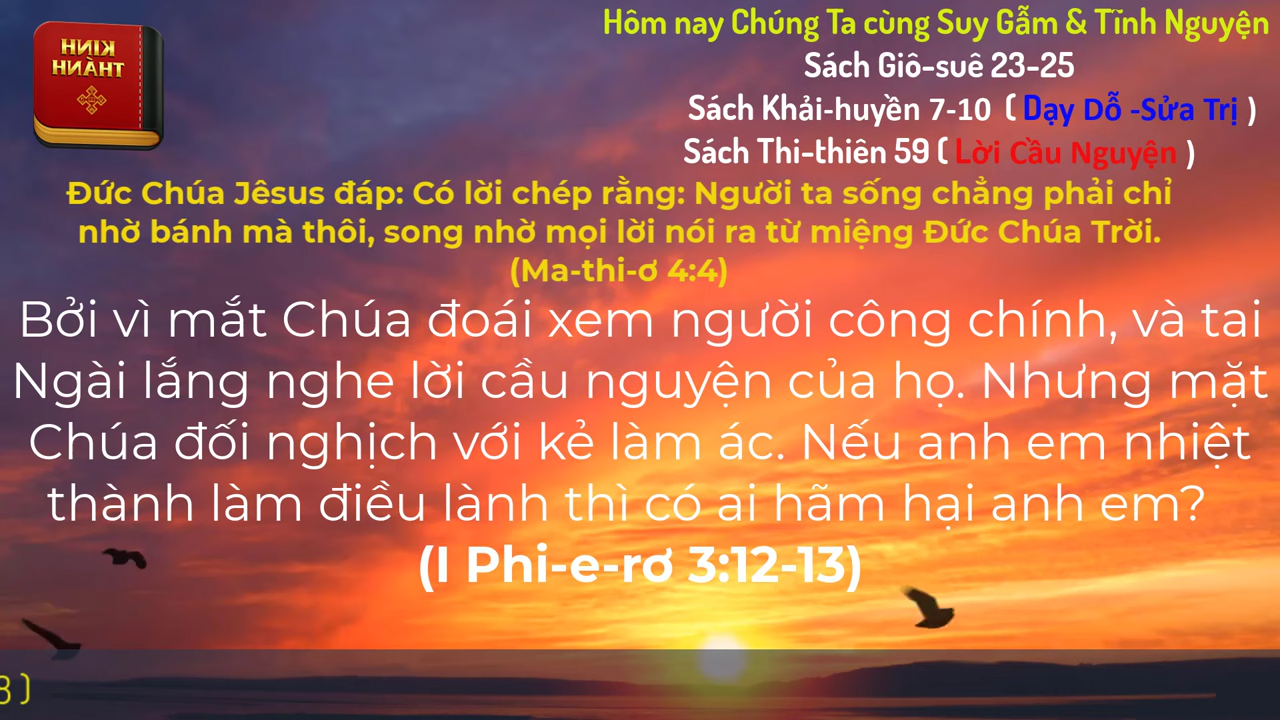 KINH
THÁNH
Hôm nay Chúng Ta cùng Suy Gẫm & Tĩnh Nguyện
Sách Giô-suê 23-25
Sách Khải-huyền 7-10 ( Dạy Dỗ -Sửa Trị )
Sách Thi-thiên 59 ( Lời Cầu Nguyện )
Đức Chúa Jêsus đáp: Có lời chép rằng: Người ta sống chẳng phải chỉ
nhờ bánh mà thôi, song nhờ mọi lời nói ra từ miệng Đức Chúa Trời.
(Ma-thi-ơ 4:4)
Bởi vì mắt Chúa đoái xem người công chính, và tai
Ngài lắng nghe lời cầu nguyện của họ. Nhưng mặt
Chúa đối nghịch với kẻ làm ác. Nếu anh em nhiệt
thành làm điều lành thì có ai hãm hại anh em?
(I Phi-e-rơ 3:12-13)
8 )